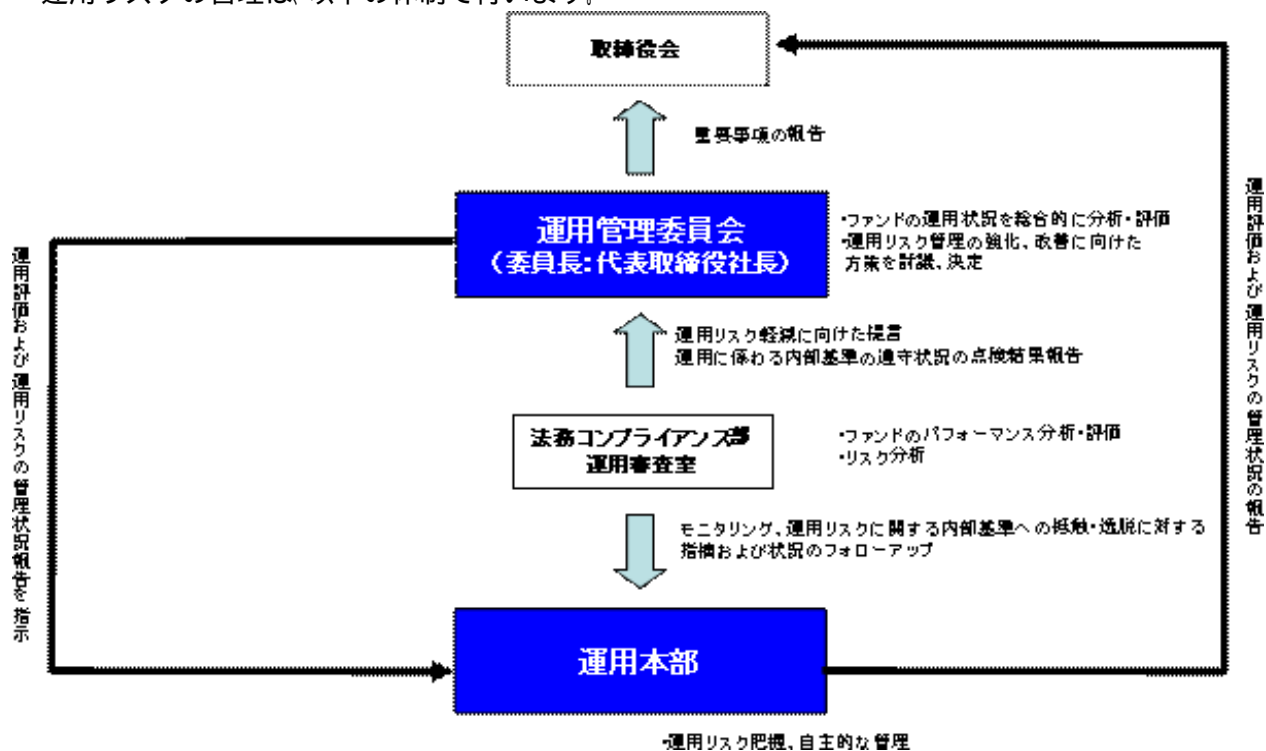 運用リスクの管理は、以下の体制で行います。
取締役会
重要事項の報告
運用管理委員会
(委員長:代表取締役社長)
・ファンドの運用状況を総合的に分析・評価
・運用リスク管理の強化、改善に向けた
方策を討議、決定
運用リスク軽減に向けた提言
運用に係わる内部基準の遵守状況の点検結果報告
法務コンプライアンス部
運用審査室
・ファンドのパフォーマンス分析・評価
・リスク分析
モニタリング、運用リスクに関する内部基準への抵触・逸脱に対する
指摘および状況のフォローアップ
運用本部
・運用リスク把握、自主的な管理
運用評価および運用リスクの管理状況報告を指示
運用評価および運用リスクの管理状況の報告